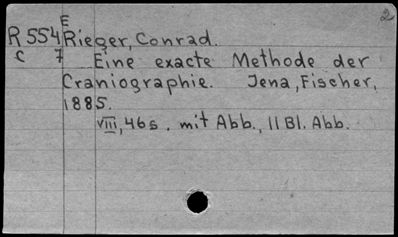 2
E
R 554 Rieger, Conrad.
C 7 Eine exacte Methode der
Craniographie. Jena, Fischer,
1885.
VIII, 46s. mit Abb., 11 Bl. Abb.